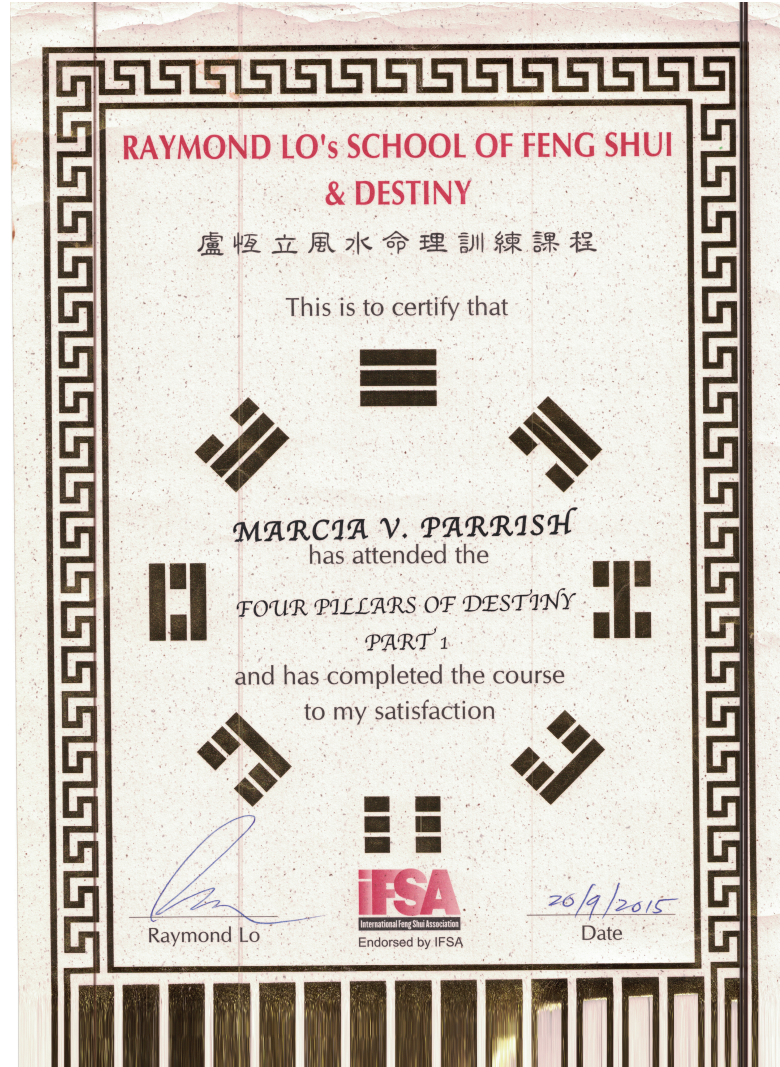 RAYMOND LO's SCHOOL OF FENG SHUI
& DESTINY
盧恆立風水命理訓練課程
This is to certify that
MARCIA V. PARRISH
has attended the
FOUR PILLARS OF DESTINY
PART 1
and has completed the course
to my satisfaction
iFSA
International Feng Shui Association
Endorsed by IFSA
Raymond Lo
20/9/2015
Date